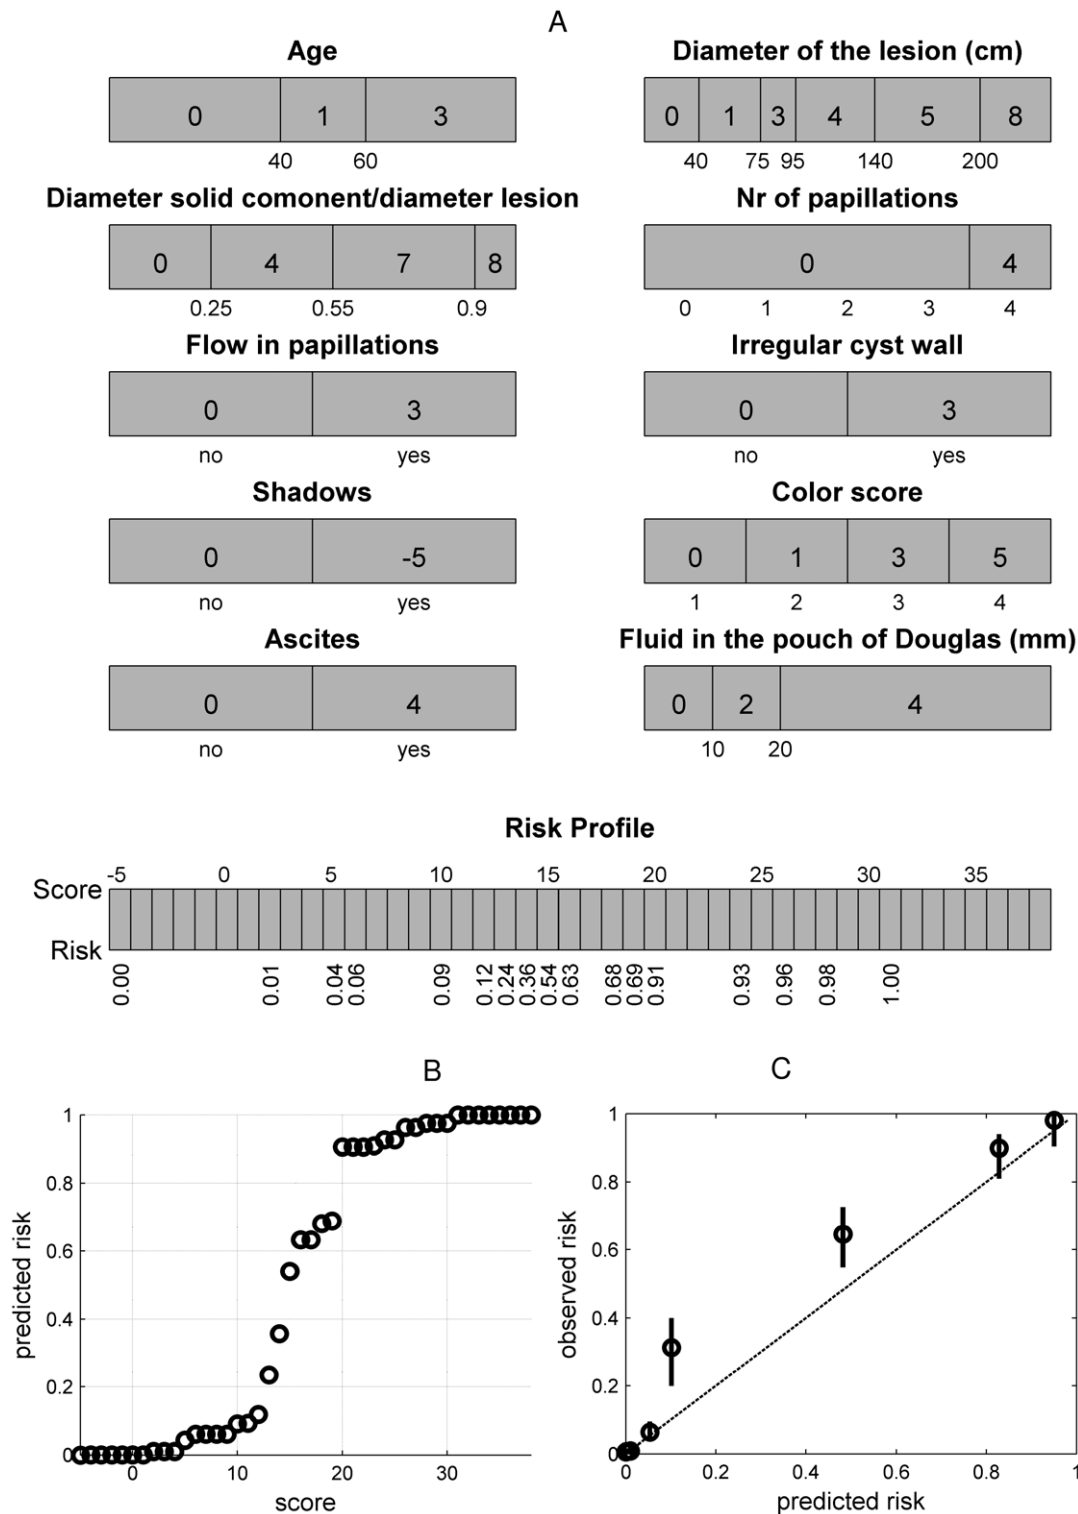 A
Age
Diameter of the lesion (cm)
0 1 3
0 1 3 4 5 8
40 60
40 75 95 140 200
Diameter solid comonent/diameter lesion
Nr of papillations
0 4 7 8
0 4
0.25 0.55 0.9
0 1 2 3 4
Flow in papillations
Irregular cyst wall
0 3
0 3
no yes
no yes
Shadows
Color score
0 -5
0 1 3 5
no yes
1 2 3 4
Ascites
Fluid in the pouch of Douglas (mm)
0 4
0 2 4
no yes
10 20
Risk Profile
Score -5 0 5 10 15 20 25 30 35
Risk
0.00 0.01 0.04 0.06 0.09 0.12 0.24 0.36 0.54 0.63 0.68 0.69 0.91 0.93 0.96 0.98 1.00
B
1
0.8
0.6
0.4
0.2
0
0 10 20 30
predicted risk
score
C
1
0.8
0.6
0.4
0.2
0
0 0.2 0.4 0.6 0.8 1
observed risk
predicted risk